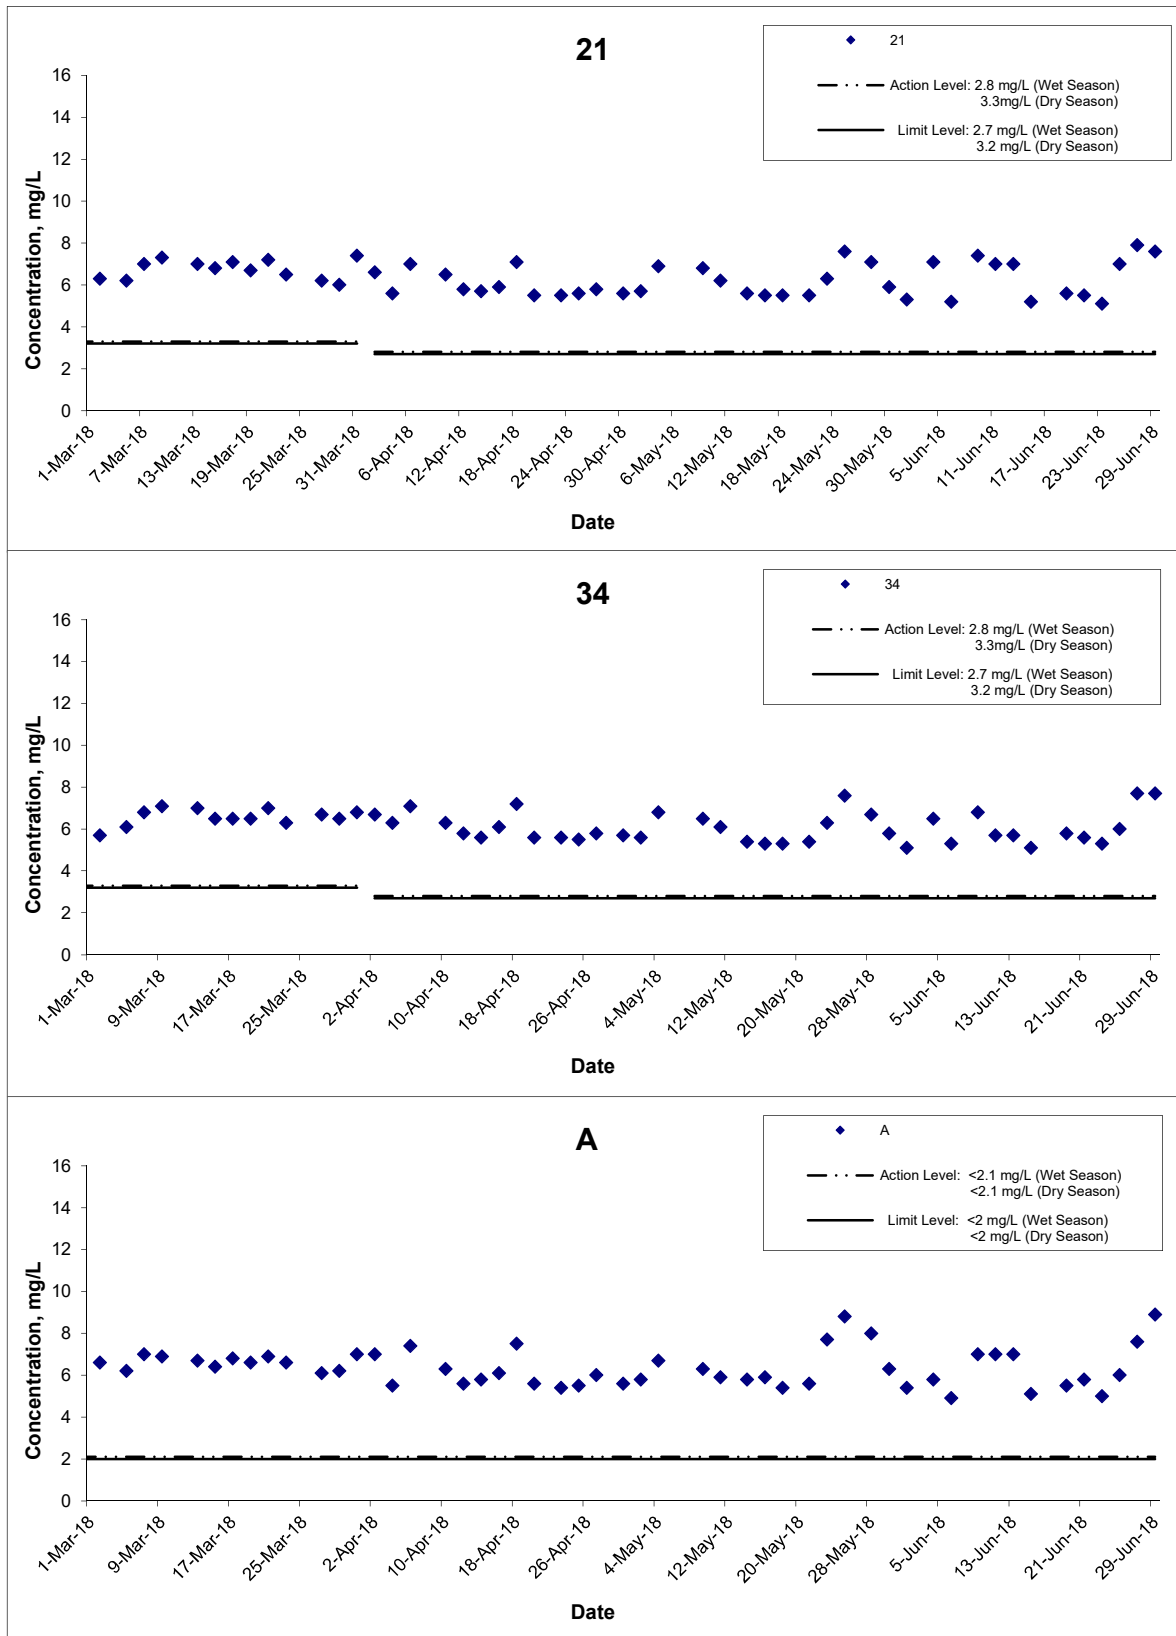 21
21
Action Level: 2.8 mg/L (Wet Season)
3.3mg/L (Dry Season)
Limit Level: 2.7 mg/L (Wet Season)
3.2 mg/L (Dry Season)
Concentration, mg/L
16
14
12
10
8
6
4
2
0
1-Mar-18
7-Mar-18
13-Mar-18
19-Mar-18
25-Mar-18
31-Mar-18
6-Apr-18
12-Apr-18
18-Apr-18
24-Apr-18
30-Apr-18
6-May-18
12-May-18
18-May-18
24-May-18
30-May-18
5-Jun-18
11-Jun-18
17-Jun-18
23-Jun-18
29-Jun-18
Date
34
34
Action Level: 2.8 mg/L (Wet Season)
3.3mg/L (Dry Season)
Limit Level: 2.7 mg/L (Wet Season)
3.2 mg/L (Dry Season)
Concentration, mg/L
16
14
12
10
8
6
4
2
0
1-Mar-18
9-Mar-18
17-Mar-18
25-Mar-18
2-Apr-18
10-Apr-18
18-Apr-18
26-Apr-18
4-May-18
12-May-18
20-May-18
28-May-18
5-Jun-18
13-Jun-18
21-Jun-18
29-Jun-18
Date
A
A
Action Level: <2.1 mg/L (Wet Season)
<2.1 mg/L (Dry Season)
Limit Level: <2 mg/L (Wet Season)
<2 mg/L (Dry Season)
Concentration, mg/L
16
14
12
10
8
6
4
2
0
1-Mar-18
9-Mar-18
17-Mar-18
25-Mar-18
2-Apr-18
10-Apr-18
18-Apr-18
26-Apr-18
4-May-18
12-May-18
20-May-18
28-May-18
5-Jun-18
13-Jun-18
21-Jun-18
29-Jun-18
Date